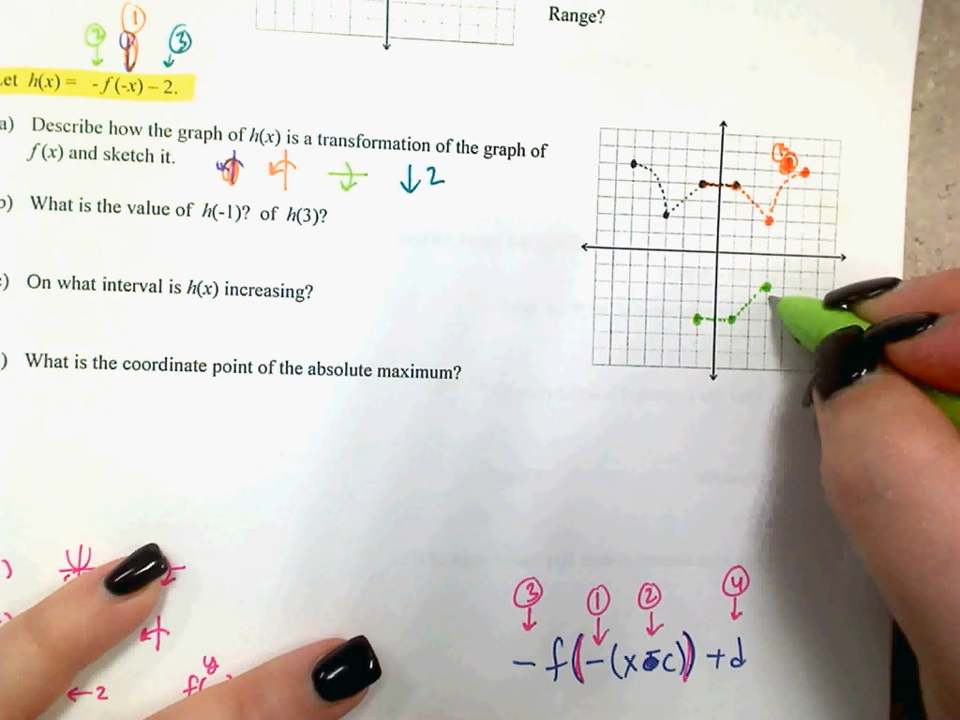 Range?
② ① ③
et h(x) = -f(-x) – 2.
a) Describe how the graph of h(x) is a transformation of the graph of
f(x) and sketch it.
↓2
) What is the value of h(-1)? of h(3)?
) On what interval is h(x) increasing?
) What is the coordinate point of the absolute maximum?
)
③ ① ② ④
←2